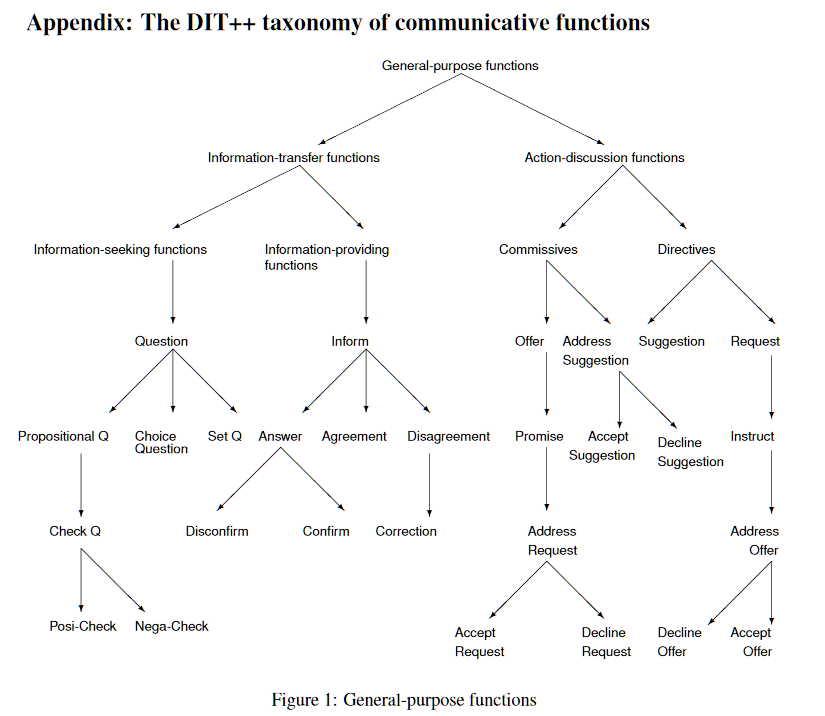 Appendix: The DIT++ taxonomy of communicative functions
General-purpose functions
Information-transfer functions
Action-discussion functions
Information-seeking functions
Information-providing
functions
Commissives
Directives
Question
Inform
Offer
Address
Suggestion
Suggestion
Request
Propositional Q
Choice
Question
Set Q
Answer
Agreement
Disagreement
Promise
Accept
Suggestion
Decline
Suggestion
Instruct
Check Q
Disconfirm
Confirm
Correction
Address
Request
Address
Offer
Posi-Check
Nega-Check
Accept
Request
Decline
Request
Decline
Offer
Accept
Offer
Figure 1: General-purpose functions